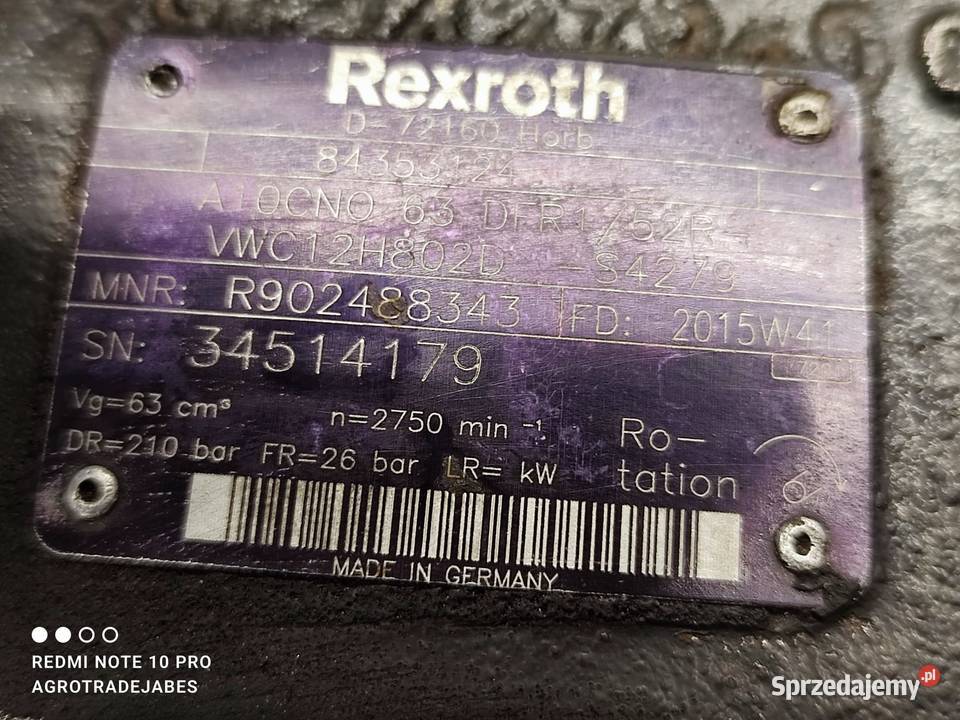 Rexroth
D-72160 Horb
84353124
A10CNO 63 DFR1/52R-
VWC12H802D -S4279
MNR: R902488343 FD: 2015W41
SN: 34514179
Vg=63 cm³ n=2750 min -1
DR=210 bar FR=26 bar LR= kW
Ro-
tation
MADE IN GERMANY
REDMI NOTE 10 PRO
AGROTRADEJABES
Sprzedajemy.pl